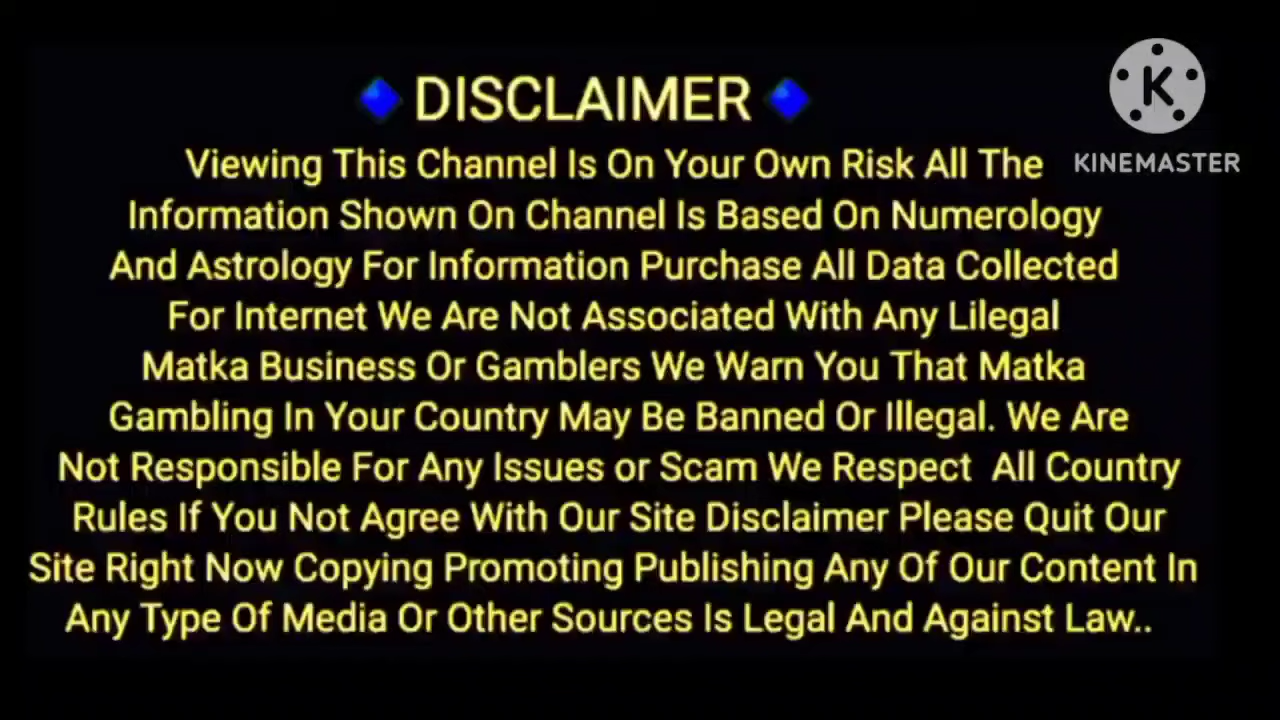 DISCLAIMER
K
KINEMASTER
Viewing This Channel Is On Your Own Risk All The
Information Shown On Channel Is Based On Numerology
And Astrology For Information Purchase All Data Collected
For Internet We Are Not Associated With Any Lilegal
Matka Business Or Gamblers We Warn You That Matka
Gambling In Your Country May Be Banned Or Illegal. We Are
Not Responsible For Any Issues or Scam We Respect  All Country
Rules If You Not Agree With Our Site Disclaimer Please Quit Our
Site Right Now Copying Promoting Publishing Any Of Our Content In
Any Type Of Media Or Other Sources Is Legal And Against Law..